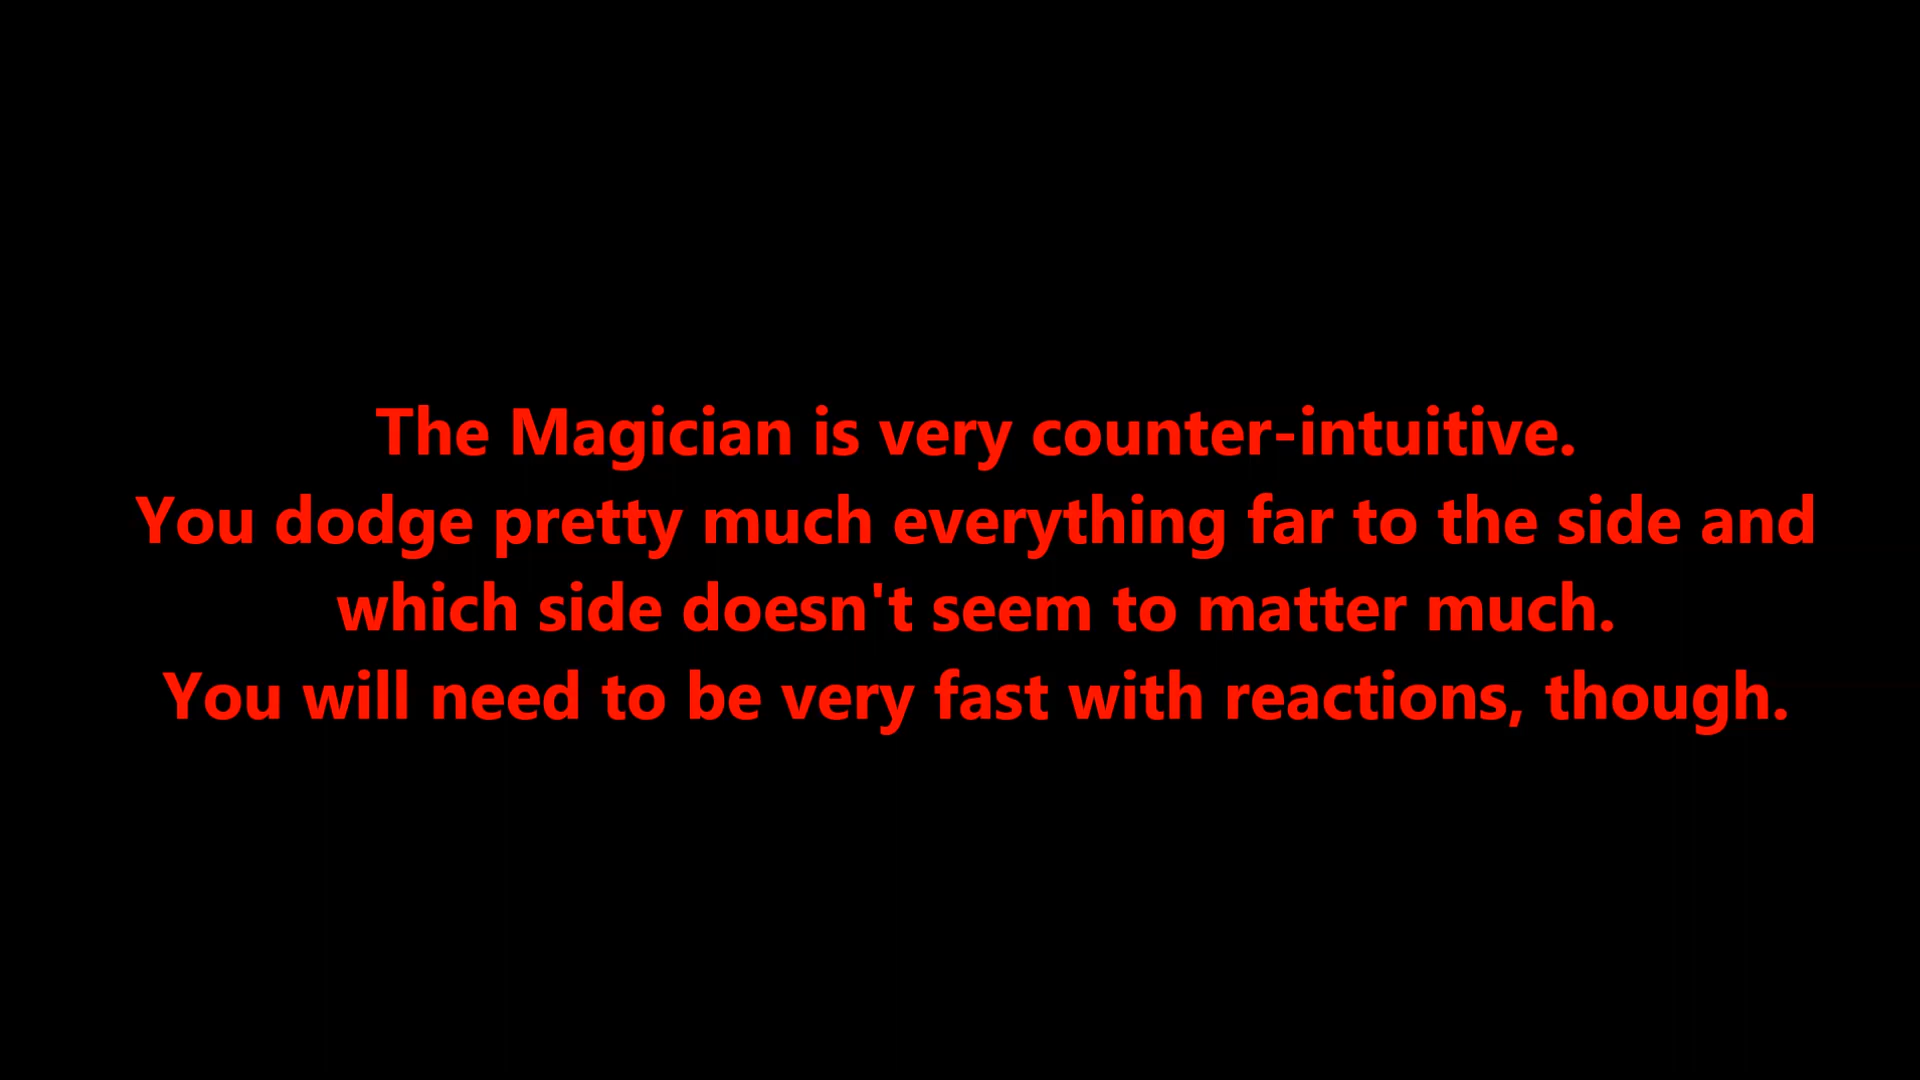 The Magician is very counter-intuitive.
You dodge pretty much everything far to the side and
which side doesn't seem to matter much.
You will need to be very fast with reactions, though.